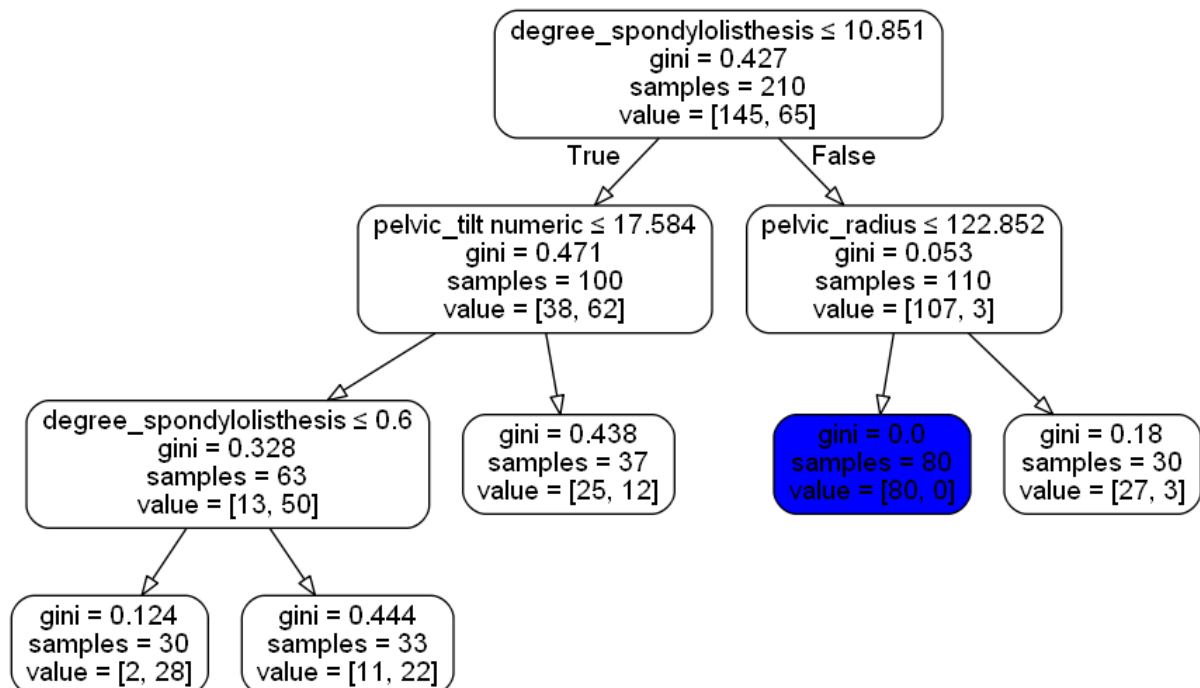 degree_spondylolisthesis ≤ 10.851
gini = 0.427
samples = 210
value = [145, 65]
True
False
pelvic_tilt numeric ≤ 17.584
gini = 0.471
samples = 100
value = [38, 62]
pelvic_radius ≤ 122.852
gini = 0.053
samples = 110
value = [107, 3]
degree_spondylolisthesis ≤ 0.6
gini = 0.328
samples = 63
value = [13, 50]
gini = 0.438
samples = 37
value = [25, 12]
gini = 0.0
samples = 80
value = [80, 0]
gini = 0.18
samples = 30
value = [27, 3]
gini = 0.124
samples = 30
value = [2, 28]
gini = 0.444
samples = 33
value = [11, 22]